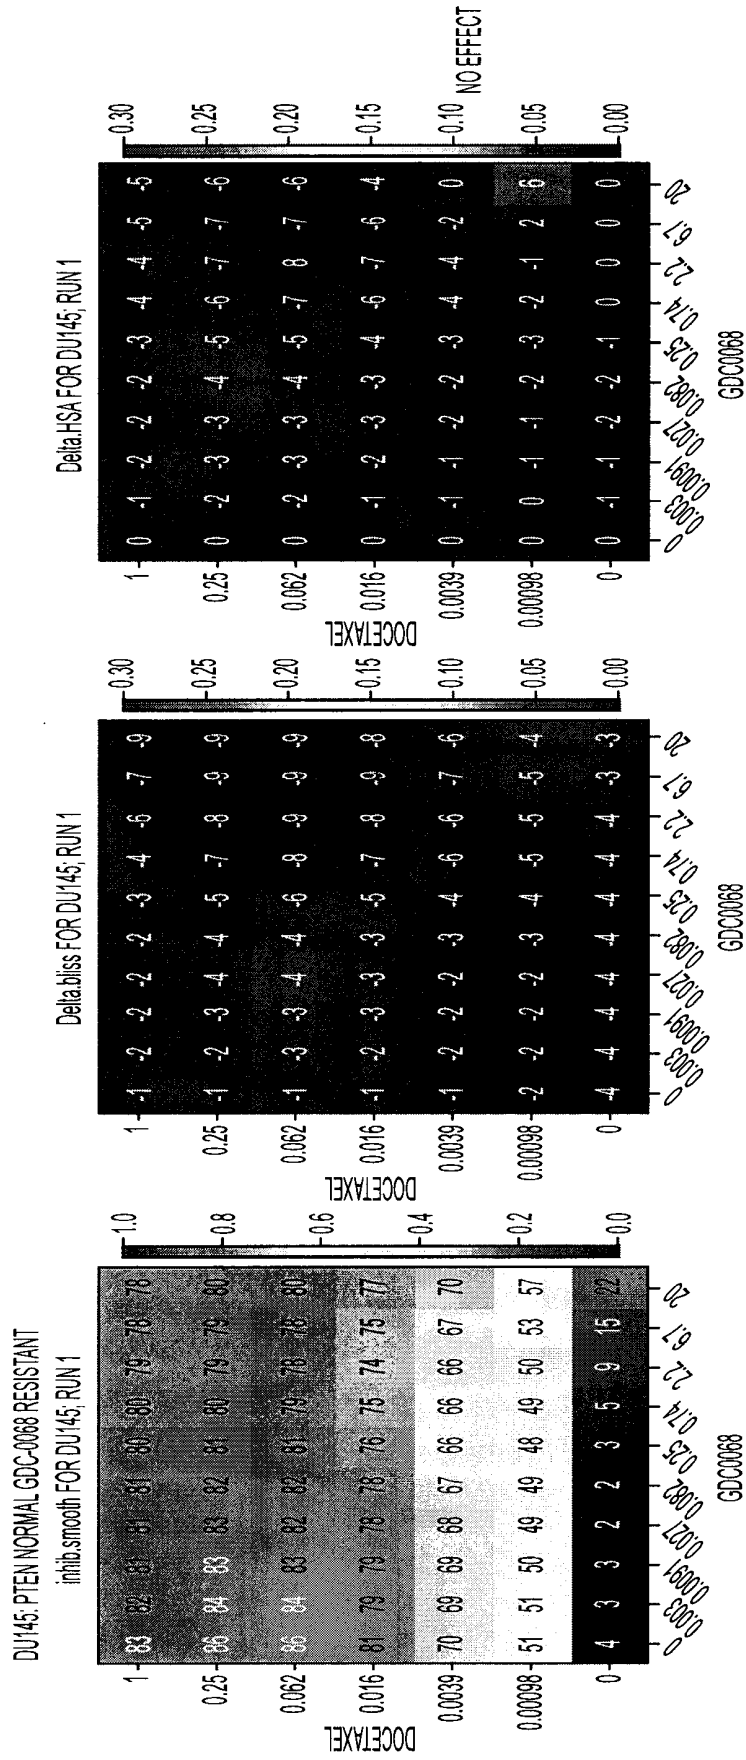 DU145: PTEN NORMAL GDC-0068 RESISTANT
inhib.smooth FOR DU145; RUN 1
DOCETAXEL
1 83 82 81 81 81 80 80 79 78 78
0.25 86 84 83 83 82 81 80 79 79 80
0.062 86 84 83 82 82 81 79 78 78 80
0.016 81 79 79 78 78 76 75 74 75 77
0.0039 70 69 69 68 67 66 66 66 67 70
0.00098 51 51 50 49 49 48 49 50 53 57
0 4 3 3 2 2 3 5 9 15 22
0 0.003 0.0091 0.027 0.082 0.25 0.74 2.2 6.7 20
GDC0068
1.0
0.8
0.6
0.4
0.2
0.0
Delta.bliss FOR DU145; RUN 1
DOCETAXEL
1 -1 -2 -2 -2 -2 -3 -4 -6 -7 -9
0.25 -1 -2 -3 -4 -4 -5 -7 -8 -9 -9
0.062 -1 -3 -3 -4 -4 -6 -8 -9 -9 -9
0.016 -1 -2 -3 -3 -3 -5 -7 -8 -9 -8
0.0039 -1 -2 -2 -2 -3 -4 -6 -6 -7 -6
0.00098 -2 -2 -2 -2 -3 -4 -5 -5 -5 -4
0 -4 -4 -4 -4 -4 -4 -4 -4 -3 -3
0 0.003 0.0091 0.027 0.082 0.25 0.74 2.2 6.7 20
GDC0068
0.30
0.25
0.20
0.15
0.10
0.05
0.00
Delta.HSA FOR DU145; RUN 1
DOCETAXEL
1 0 -1 -2 -2 -2 -3 -4 -4 -5 -5
0.25 0 -2 -3 -3 -4 -5 -6 -7 -7 -6
0.062 0 -2 -3 -3 -4 -5 -7 8 -7 -6
0.016 0 -1 -2 -3 -3 -4 -6 -7 -6 -4
0.0039 0 -1 -1 -2 -2 -3 -4 -4 -2 0
0.00098 0 0 -1 -1 -2 -3 -2 -1 2 6
0 0 -1 -1 -2 -2 -1 0 0 0 0
0 0.003 0.0091 0.027 0.082 0.25 0.74 2.2 6.7 20
GDC0068
0.30
0.25
0.20
0.15
0.10
0.05
0.00
NO EFFECT